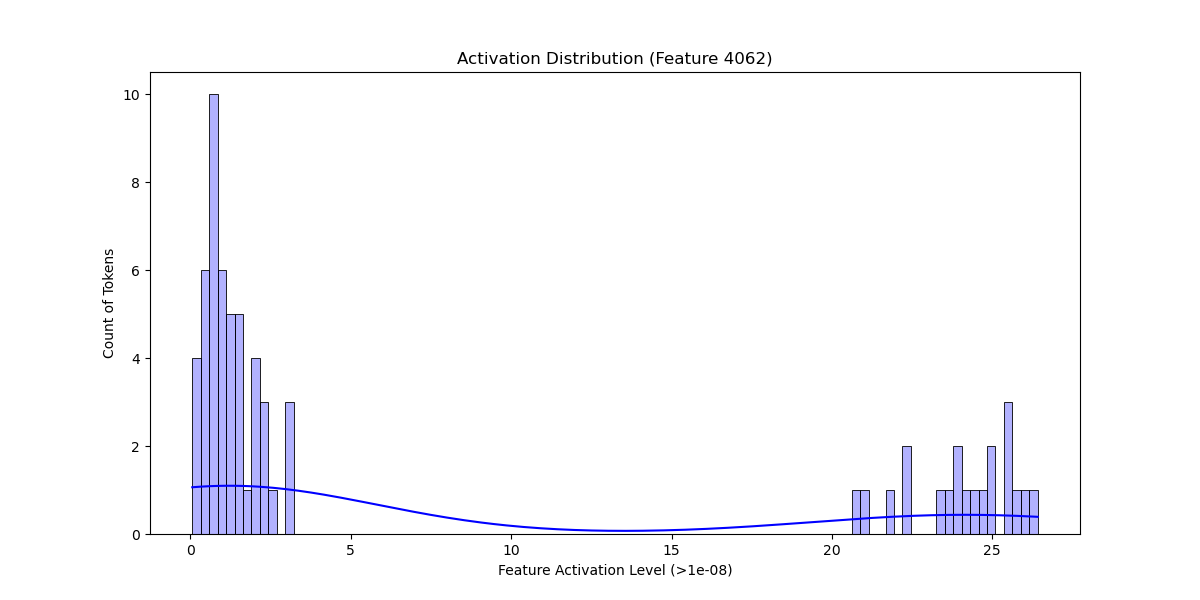 Activation Distribution (Feature 4062)
10
8
6
4
2
0
Count of Tokens
0 5 10 15 20 25
Feature Activation Level (>1e-08)